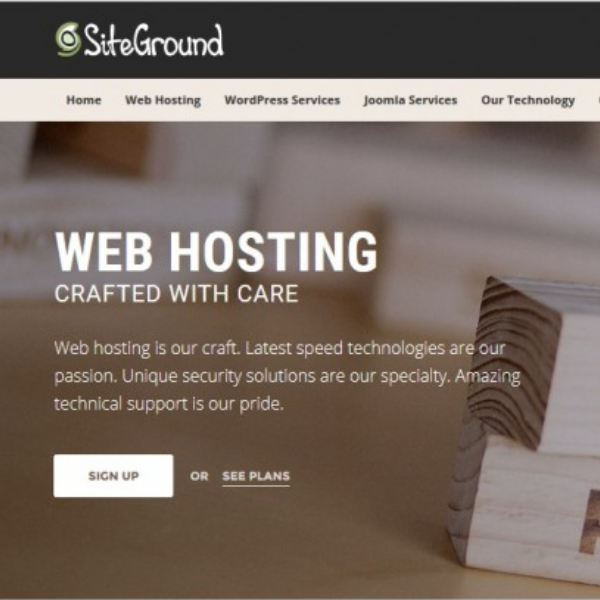 SiteGround
Home Web Hosting WordPress Services Joomla Services Our Technology
WEB HOSTING
CRAFTED WITH CARE
Web hosting is our craft. Latest speed technologies are our
passion. Unique security solutions are our specialty. Amazing
technical support is our pride.
SIGN UP OR SEE PLANS